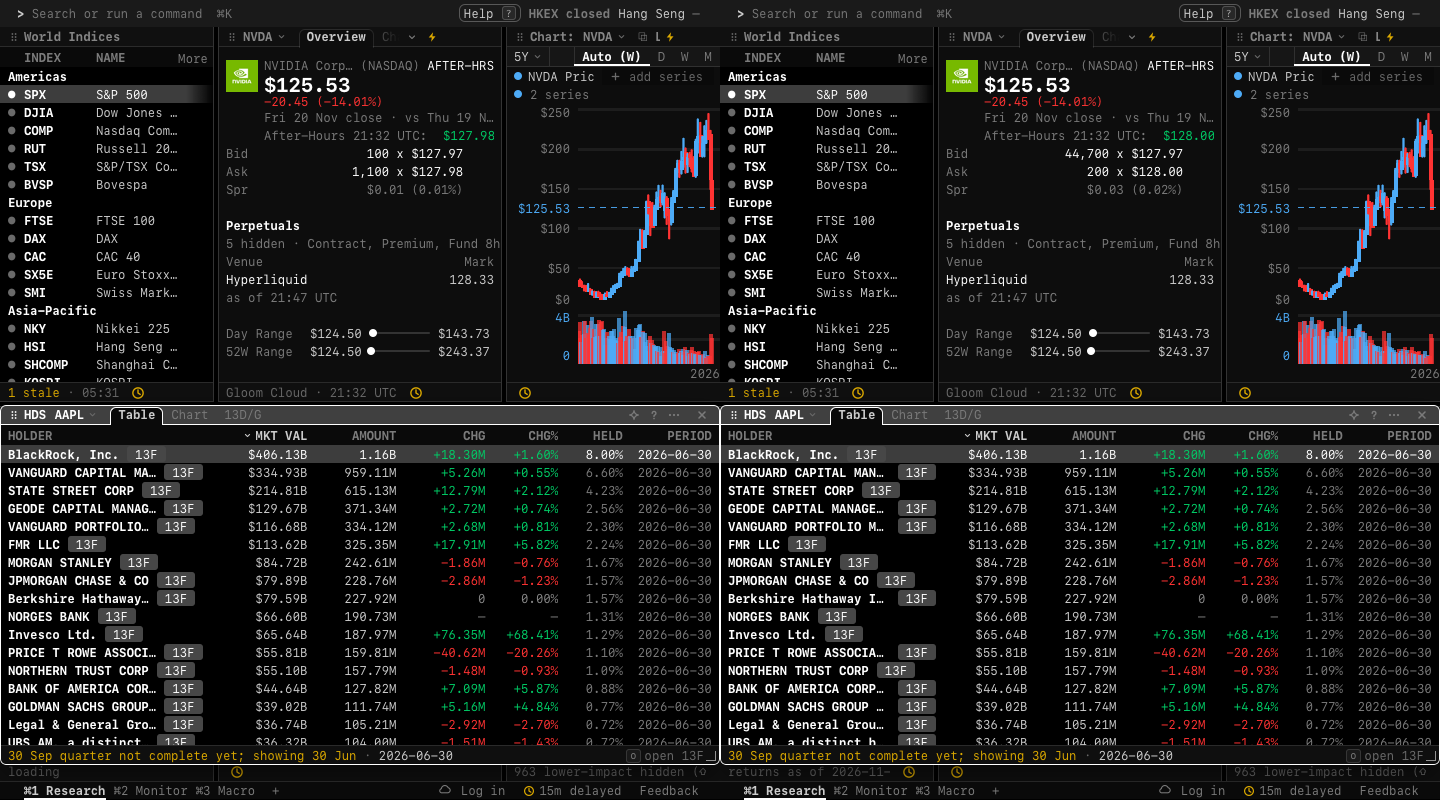 > Search or run a command ⌘K Help ? HKEX closed Hang Seng —
World Indices
INDEX NAME More
Americas
SPX S&P 500
DJIA Dow Jones …
COMP Nasdaq Com…
RUT Russell 20…
TSX S&P/TSX Co…
BVSP Bovespa
Europe
FTSE FTSE 100
DAX DAX
CAC CAC 40
SX5E Euro Stoxx…
SMI Swiss Mark…
Asia-Pacific
NKY Nikkei 225
HSI Hang Seng …
SHCOMP Shanghai C…
KOSPI KOSPI
1 stale · 05:31
NVDA Overview Ch
NVIDIA Corp… (NASDAQ) AFTER-HRS
$125.53
-20.45 (-14.01%)
Fri 20 Nov close · vs Thu 19 N…
After-Hours 21:32 UTC: $127.98
Bid 100 x $127.97
Ask 1,100 x $127.98
Spr $0.01 (0.01%)
Perpetuals
5 hidden · Contract, Premium, Fund 8h
Venue Mark
Hyperliquid 128.33
as of 21:47 UTC
Day Range $124.50 $143.73
52W Range $124.50 $243.37
Gloom Cloud · 21:32 UTC
Chart: NVDA L
5Y Auto (W) D W M
NVDA Pric + add series
2 series
$250
$200
$150
$125.53
$100
$50
$0
4B
0
2026
HDS AAPL Table Chart 13D/G ?
HOLDER MKT VAL AMOUNT CHG CHG% HELD PERIOD
BlackRock, Inc. 13F $406.13B 1.16B +18.30M +1.60% 8.00% 2026-06-30
VANGUARD CAPITAL MA… 13F $334.93B 959.11M +5.26M +0.55% 6.60% 2026-06-30
STATE STREET CORP 13F $214.81B 615.13M +12.79M +2.12% 4.23% 2026-06-30
GEODE CAPITAL MANAG… 13F $129.67B 371.34M +2.72M +0.74% 2.56% 2026-06-30
VANGUARD PORTFOLIO… 13F $116.68B 334.12M +2.68M +0.81% 2.30% 2026-06-30
FMR LLC 13F $113.62B 325.35M +17.91M +5.82% 2.24% 2026-06-30
MORGAN STANLEY 13F $84.72B 242.61M -1.86M -0.76% 1.67% 2026-06-30
JPMORGAN CHASE & CO 13F $79.89B 228.76M -2.86M -1.23% 1.57% 2026-06-30
Berkshire Hathaway… 13F $79.59B 227.92M 0 0.00% 1.57% 2026-06-30
NORGES BANK 13F $66.60B 190.73M — — 1.31% 2026-06-30
Invesco Ltd. 13F $65.64B 187.97M +76.35M +68.41% 1.29% 2026-06-30
PRICE T ROWE ASSOCI… 13F $55.81B 159.81M -40.62M -20.26% 1.10% 2026-06-30
NORTHERN TRUST CORP 13F $55.10B 157.79M -1.48M -0.93% 1.09% 2026-06-30
BANK OF AMERICA COR… 13F $44.64B 127.82M +7.09M +5.87% 0.88% 2026-06-30
GOLDMAN SACHS GROUP… 13F $39.02B 111.74M +5.16M +4.84% 0.77% 2026-06-30
Legal & General Gro… 13F $36.74B 105.21M -2.92M -2.70% 0.72% 2026-06-30
UBS AM, a distinct… 13F $36.32B 104.00M -1.51M -1.43% 0.72% 2026-06-30
30 Sep quarter not complete yet; showing 30 Jun · 2026-06-30 o open 13F
loading 963 lower-impact hidden (
⌘1 Research ⌘2 Monitor ⌘3 Macro + Log in 15m delayed Feedback
> Search or run a command ⌘K Help ? HKEX closed Hang Seng —
World Indices
INDEX NAME More
Americas
SPX S&P 500
DJIA Dow Jones …
COMP Nasdaq Com…
RUT Russell 20…
TSX S&P/TSX Co…
BVSP Bovespa
Europe
FTSE FTSE 100
DAX DAX
CAC CAC 40
SX5E Euro Stoxx…
SMI Swiss Mark…
Asia-Pacific
NKY Nikkei 225
HSI Hang Seng …
SHCOMP Shanghai C…
KOSPI KOSPI
1 stale · 05:31
NVDA Overview Ch
NVIDIA Corp… (NASDAQ) AFTER-HRS
$125.53
-20.45 (-14.01%)
Fri 20 Nov close · vs Thu 19 N…
After-Hours 21:32 UTC: $128.00
Bid 44,700 x $127.97
Ask 200 x $128.00
Spr $0.03 (0.02%)
Perpetuals
5 hidden · Contract, Premium, Fund 8h
Venue Mark
Hyperliquid 128.33
as of 21:47 UTC
Day Range $124.50 $143.73
52W Range $124.50 $243.37
Gloom Cloud · 21:32 UTC
Chart: NVDA L
5Y Auto (W) D W M
NVDA Pric + add series
2 series
$250
$200
$150
$125.53
$100
$50
$0
4B
0
2026
HDS AAPL Table Chart 13D/G ?
HOLDER MKT VAL AMOUNT CHG CHG% HELD PERIOD
BlackRock, Inc. 13F $406.13B 1.16B +18.30M +1.60% 8.00% 2026-06-30
VANGUARD CAPITAL MAN… 13F $334.93B 959.11M +5.26M +0.55% 6.60% 2026-06-30
STATE STREET CORP 13F $214.81B 615.13M +12.79M +2.12% 4.23% 2026-06-30
GEODE CAPITAL MANAGE… 13F $129.67B 371.34M +2.72M +0.74% 2.56% 2026-06-30
VANGUARD PORTFOLIO M… 13F $116.68B 334.12M +2.68M +0.81% 2.30% 2026-06-30
FMR LLC 13F $113.62B 325.35M +17.91M +5.82% 2.24% 2026-06-30
MORGAN STANLEY 13F $84.72B 242.61M -1.86M -0.76% 1.67% 2026-06-30
JPMORGAN CHASE & CO 13F $79.89B 228.76M -2.86M -1.23% 1.57% 2026-06-30
Berkshire Hathaway I… 13F $79.59B 227.92M 0 0.00% 1.57% 2026-06-30
NORGES BANK 13F $66.60B 190.73M — — 1.31% 2026-06-30
Invesco Ltd. 13F $65.64B 187.97M +76.35M +68.41% 1.29% 2026-06-30
PRICE T ROWE ASSOCIA… 13F $55.81B 159.81M -40.62M -20.26% 1.10% 2026-06-30
NORTHERN TRUST CORP 13F $55.10B 157.79M -1.48M -0.93% 1.09% 2026-06-30
BANK OF AMERICA CORP… 13F $44.64B 127.82M +7.09M +5.87% 0.88% 2026-06-30
GOLDMAN SACHS GROUP … 13F $39.02B 111.74M +5.16M +4.84% 0.77% 2026-06-30
Legal & General Grou… 13F $36.74B 105.21M -2.92M -2.70% 0.72% 2026-06-30
UBS AM, a distinct b… 13F $36.32B 104.00M -1.51M -1.43% 0.72% 2026-06-30
30 Sep quarter not complete yet; showing 30 Jun · 2026-06-30 o open 13F
returns as of 2026-11- 963 lower-impact hidden (
⌘1 Research ⌘2 Monitor ⌘3 Macro + Log in 15m delayed Feedback